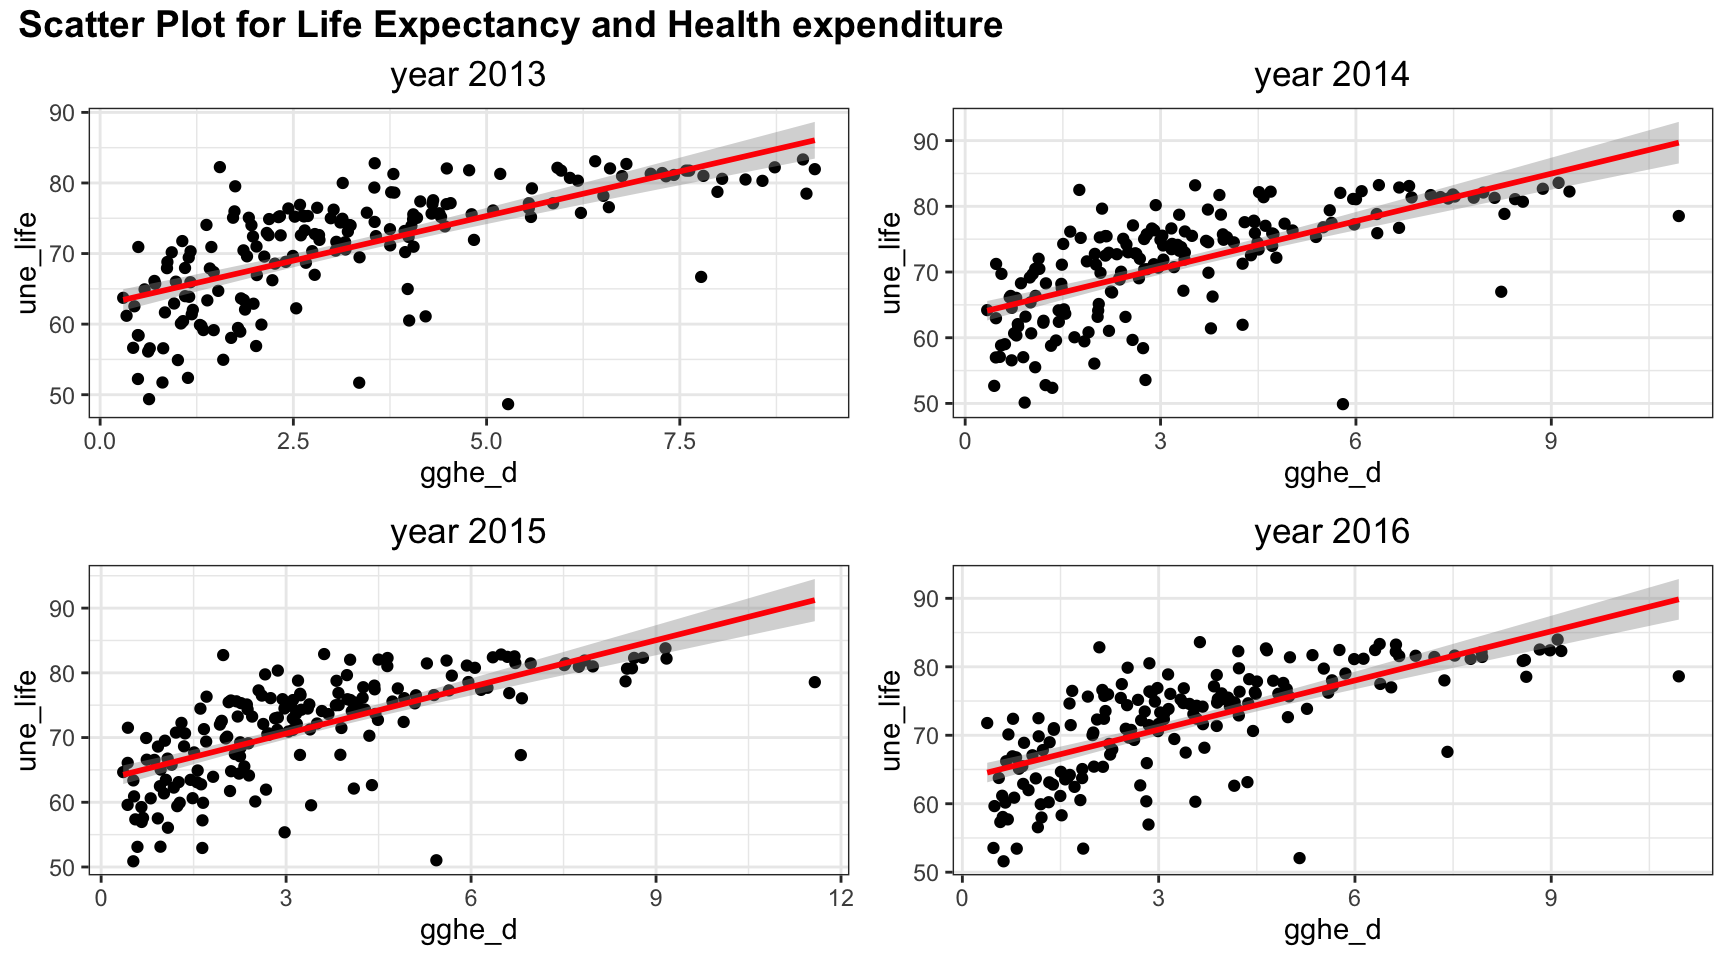 Scatter Plot for Life Expectancy and Health expenditure
year 2013
90
80
70
60
50
une_life
0.0 2.5 5.0 7.5
gghe_d
year 2014
90
80
70
60
50
une_life
0 3 6 9
gghe_d
year 2015
90
80
70
60
50
une_life
0 3 6 9 12
gghe_d
year 2016
90
80
70
60
50
une_life
0 3 6 9
gghe_d